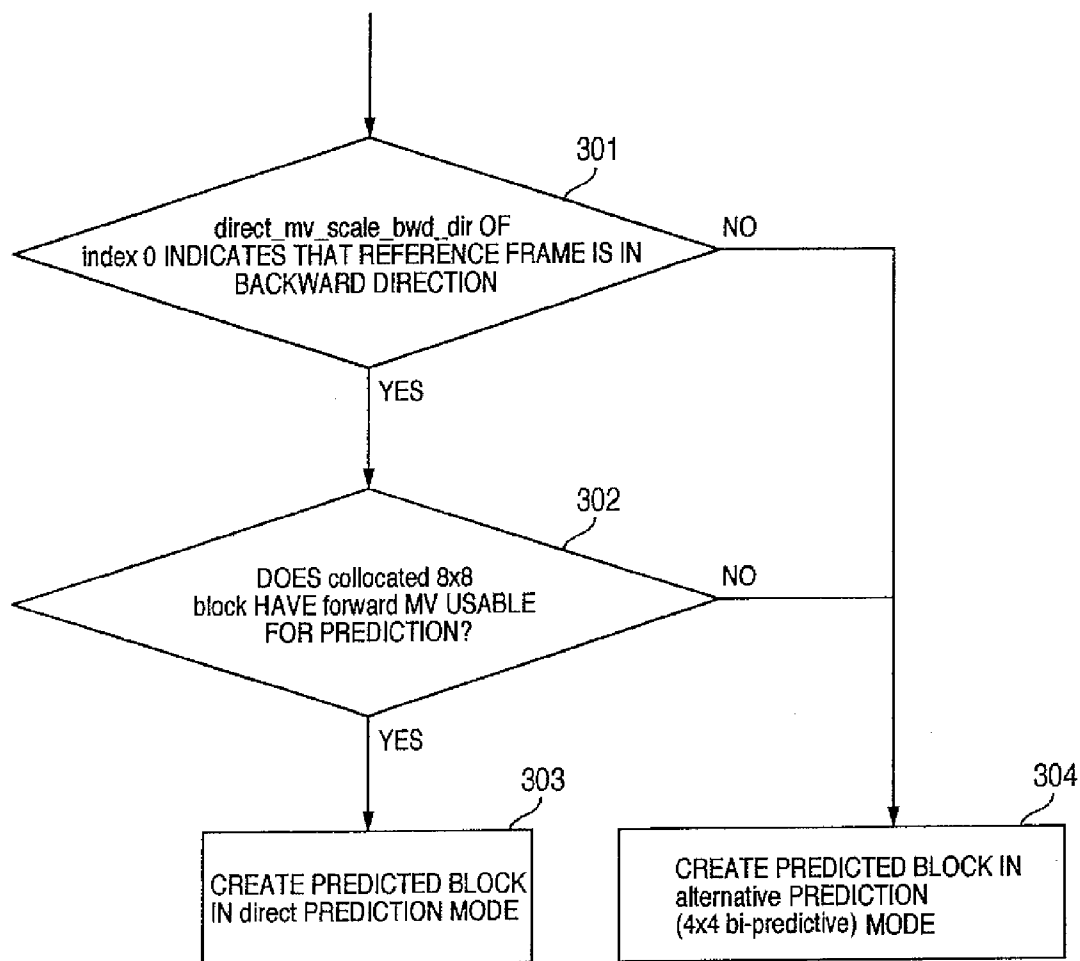 301
direct_mv_scale_bwd_dir OF
index 0 INDICATES THAT REFERENCE FRAME IS IN
BACKWARD DIRECTION
NO
YES
302
DOES collocated 8x8
block HAVE forward MV USABLE
FOR PREDICTION?
NO
YES
303
CREATE PREDICTED BLOCK
IN direct PREDICTION MODE
304
CREATE PREDICTED BLOCK IN
alternative PREDICTION
(4x4 bi-predictive) MODE